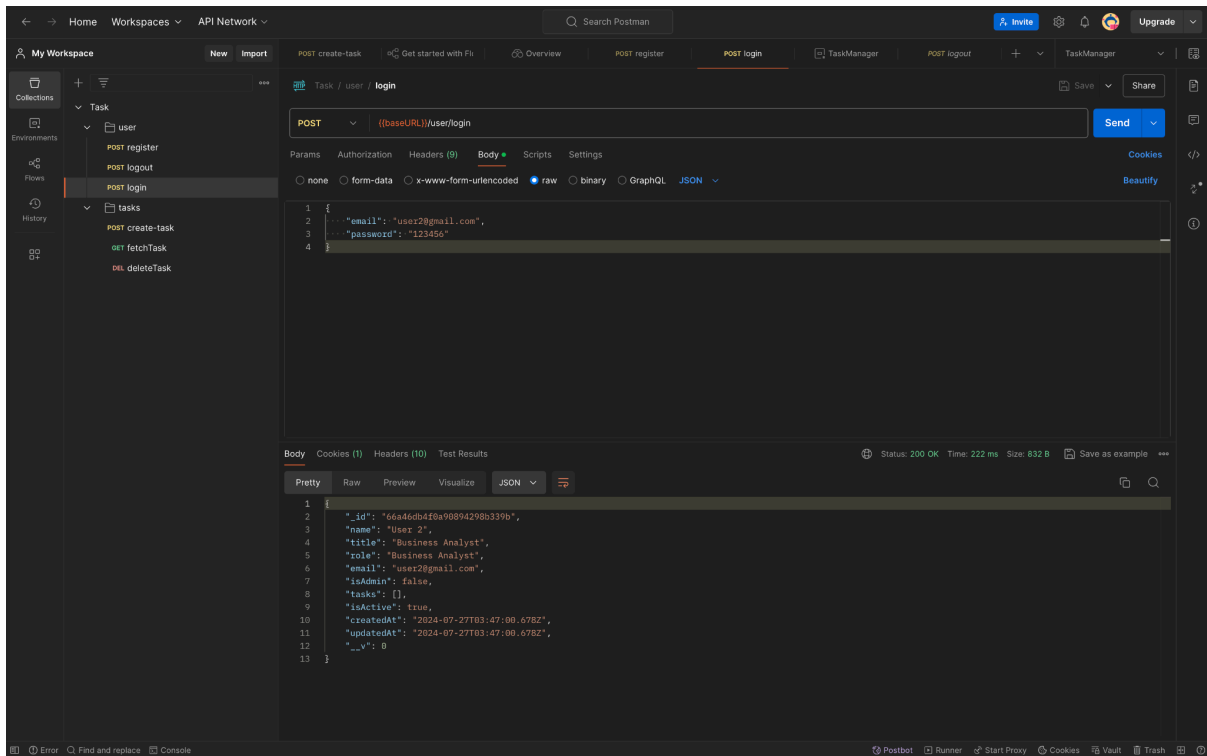 Home Workspaces API Network Search Postman Invite Upgrade
My Workspace New Import POST create-task Get started with Flo Overview POST register POST login TaskManager POST logout TaskManager
Collections
Environments
Flows
History
Task
user
POST register
POST logout
POST login
tasks
POST create-task
GET fetchTask
DEL deleteTask
HTTP Task / user / login Save Share
POST {{baseURL}}/user/login Send
Params Authorization Headers (9) Body Scripts Settings Cookies
none form-data x-www-form-urlencoded raw binary GraphQL JSON Beautify
1 {
2 "email": "user2@gmail.com",
3 "password": "123456"
4 }
Body Cookies (1) Headers (10) Test Results Status: 200 OK Time: 222 ms Size: 832 B Save as example
Pretty Raw Preview Visualize JSON
1 {
2 "_id": "66a46db4f0a90894298b339b",
3 "name": "User 2",
4 "title": "Business Analyst",
5 "role": "Business Analyst",
6 "email": "user2@gmail.com",
7 "isAdmin": false,
8 "tasks": [],
9 "isActive": true,
10 "createdAt": "2024-07-27T03:47:00.678Z",
11 "updatedAt": "2024-07-27T03:47:00.678Z",
12 "__v": 0
13 }
Error Find and replace Console Postbot Runner Start Proxy Cookies Vault Trash